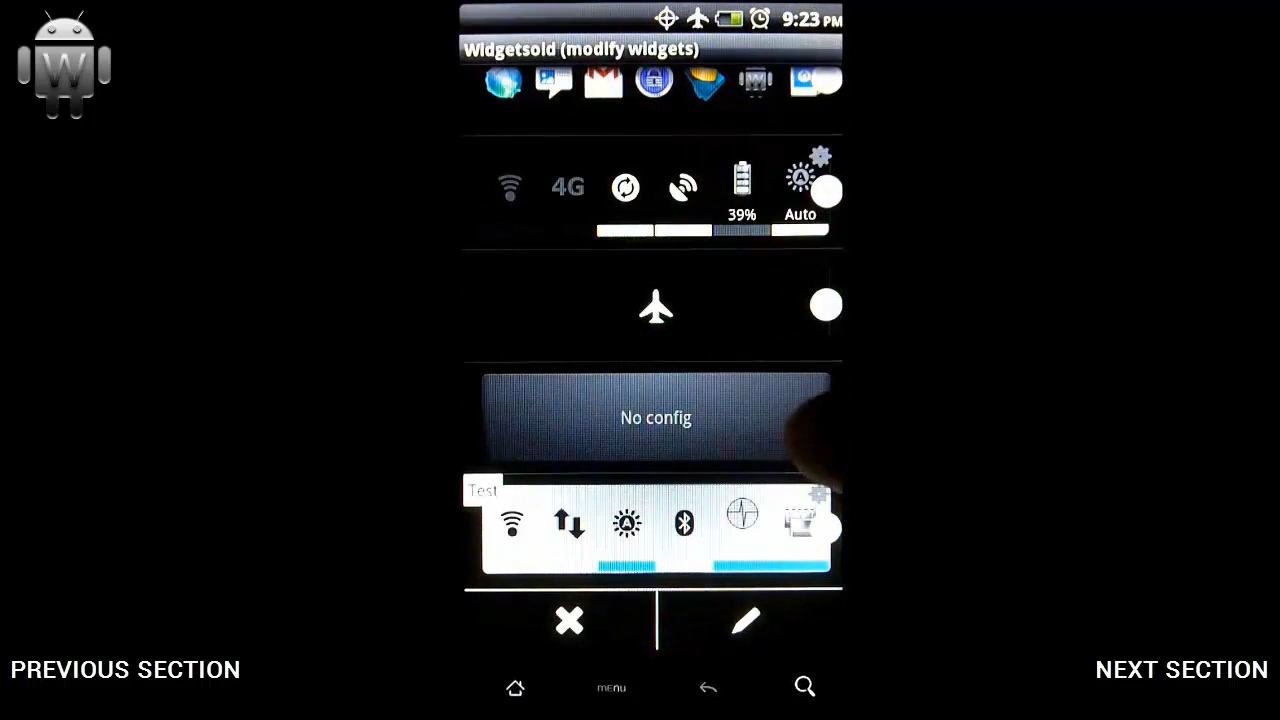 9:23 PM
Widgetsoid (modify widgets)
4G
A
39%
Auto
No config
Test
A
PREVIOUS SECTION
NEXT SECTION
menu
W